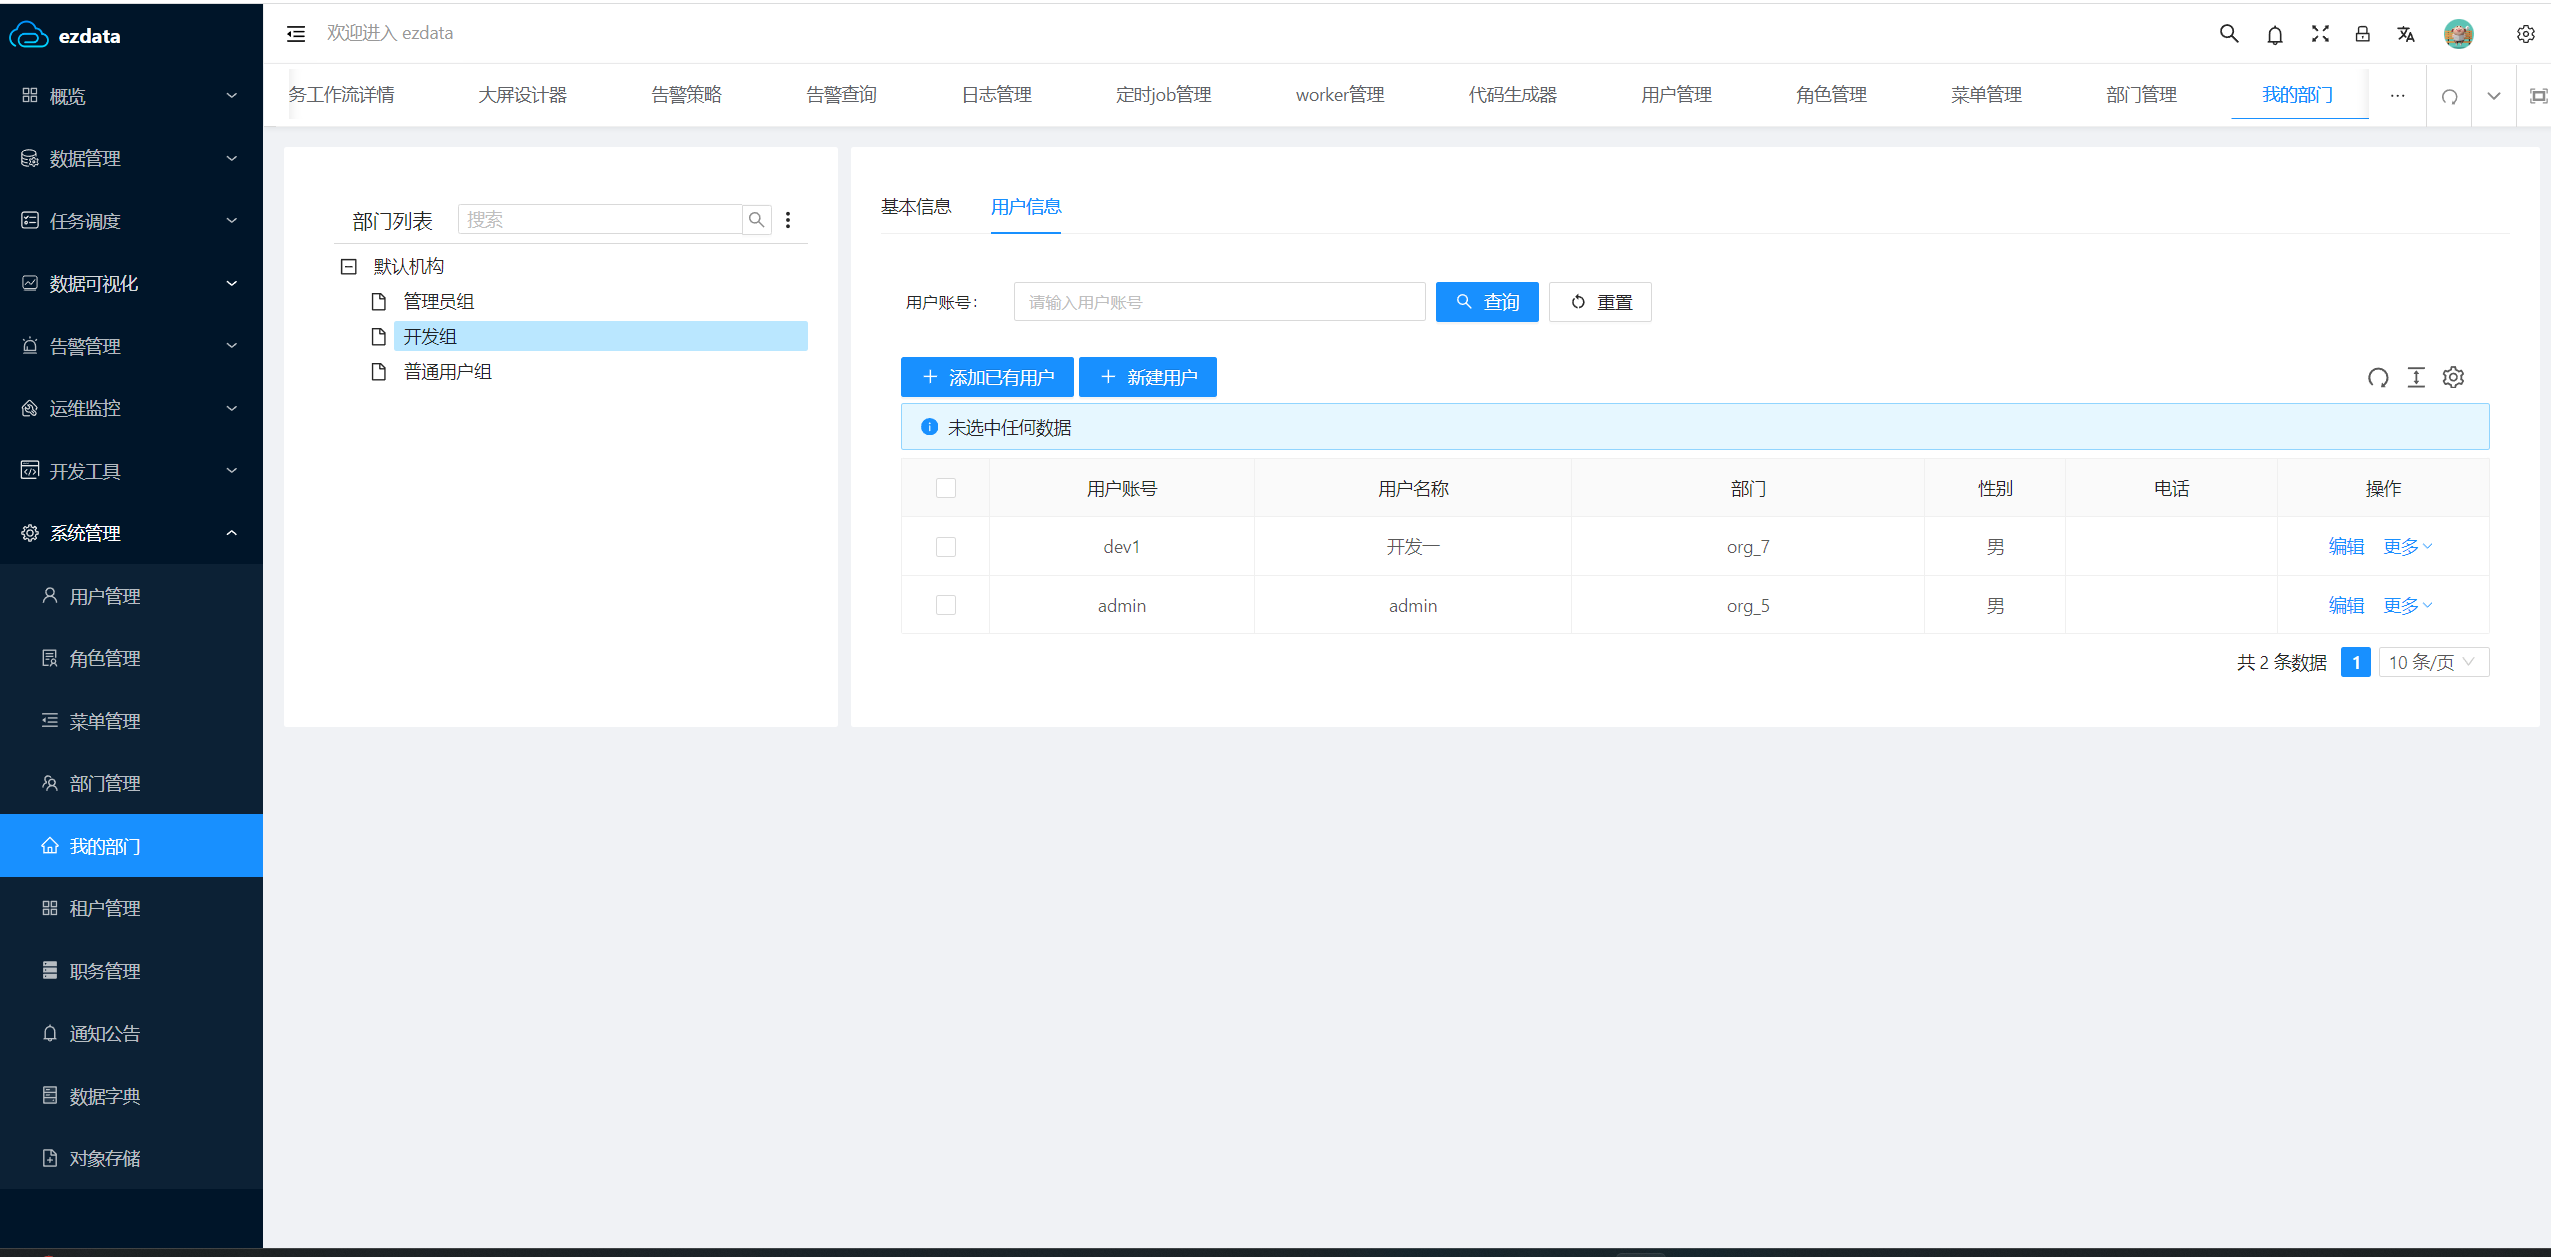 ezdata
概览
数据管理
任务调度
数据可视化
告警管理
运维监控
开发工具
系统管理
用户管理
角色管理
菜单管理
部门管理
我的部门
租户管理
职务管理
通知公告
数据字典
对象存储
欢迎进入 ezdata
务工作流详情 大屏设计器 告警策略 告警查询 日志管理 定时job管理 worker管理 代码生成器 用户管理 角色管理 菜单管理 部门管理 我的部门 ···
部门列表 搜索
默认机构
管理员组
开发组
普通用户组
基本信息 用户信息
用户账号： 请输入用户账号 查询 重置
添加已有用户 新建用户
未选中任何数据
用户账号 用户名称 部门 性别 电话 操作
dev1 开发一 org_7 男 编辑 更多
admin admin org_5 男 编辑 更多
共 2 条数据 1 10 条/页